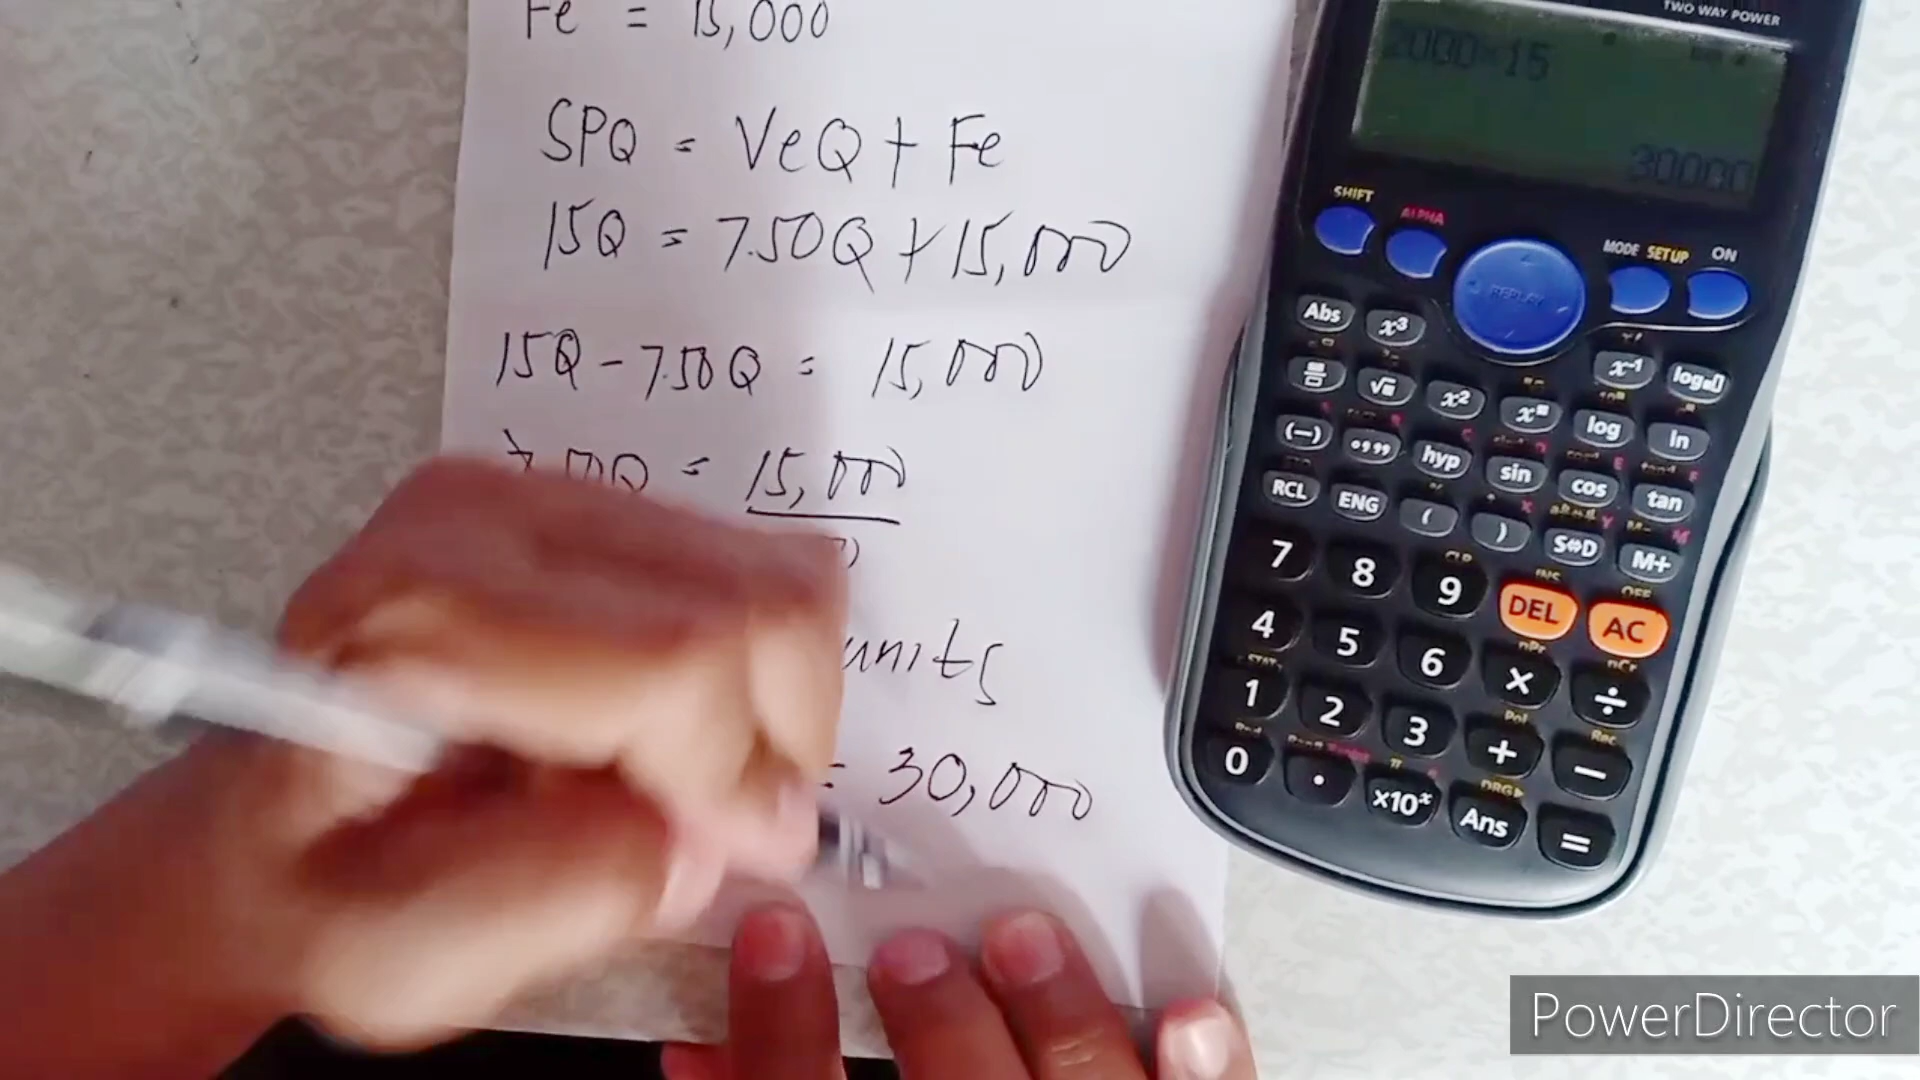 Fe = 15,000
SPQ = VeQ + Fe
15Q = 7.50Q + 15,000
15Q - 7.50Q = 15,000
7.50Q = 15,000
units
= 30,000
TWO WAY POWER
2000×15
30000
SHIFT
ALPHA
MODE SETUP ON
REPLAY
Abs x³ x⁻¹ log
√ x² log ln
(−) hyp sin cos tan
RCL ENG ( ) S⇔D M+
7 8 9 DEL AC
4 5 6 × ÷
1 2 3 + −
0 . ×10ˣ Ans =
PowerDirector